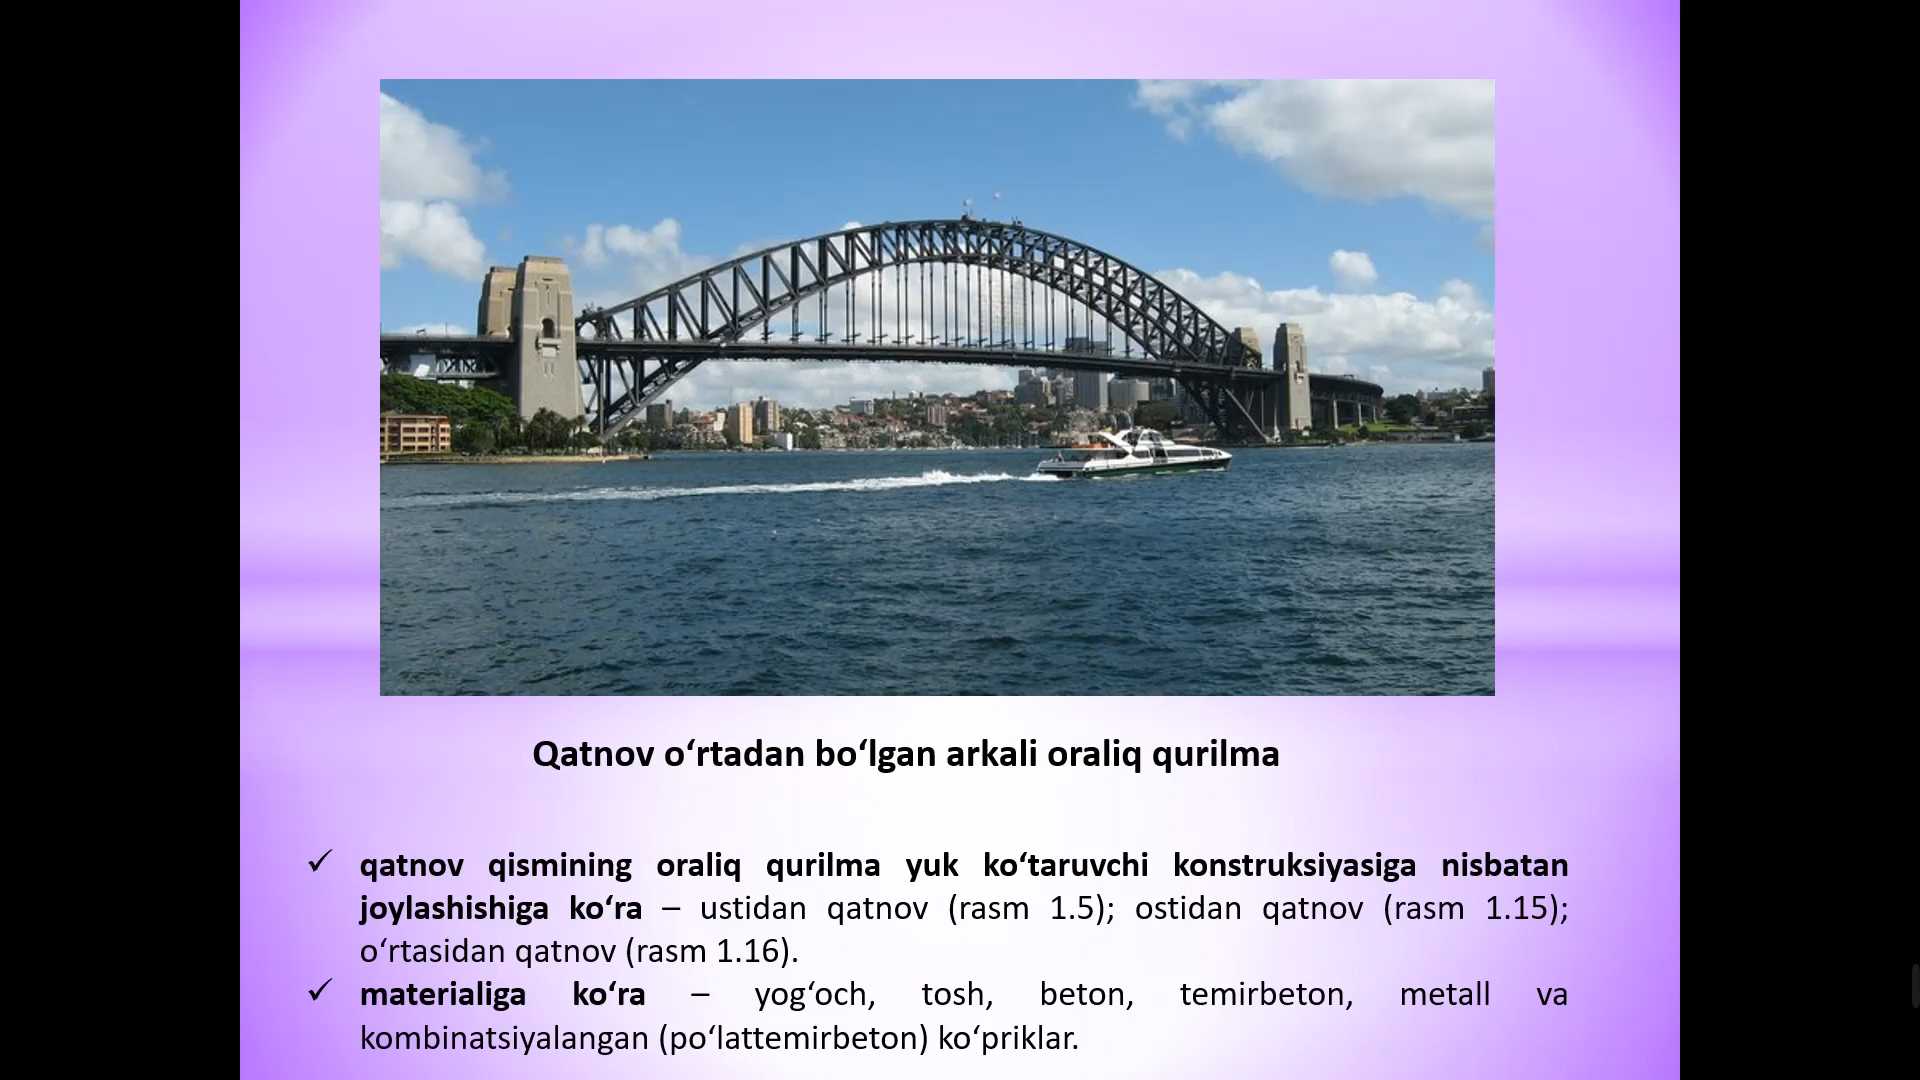 Qatnov o‘rtadan bo‘lgan arkali oraliq qurilma
✓ qatnov qismining oraliq qurilma yuk ko‘taruvchi konstruksiyasiga nisbatan
joylashishiga ko‘ra – ustidan qatnov (rasm 1.5); ostidan qatnov (rasm 1.15);
o‘rtasidan qatnov (rasm 1.16).
✓ materialiga ko‘ra – yog‘och, tosh, beton, temirbeton, metall va
kombinatsiyalangan (po‘lattemirbeton) ko‘priklar.